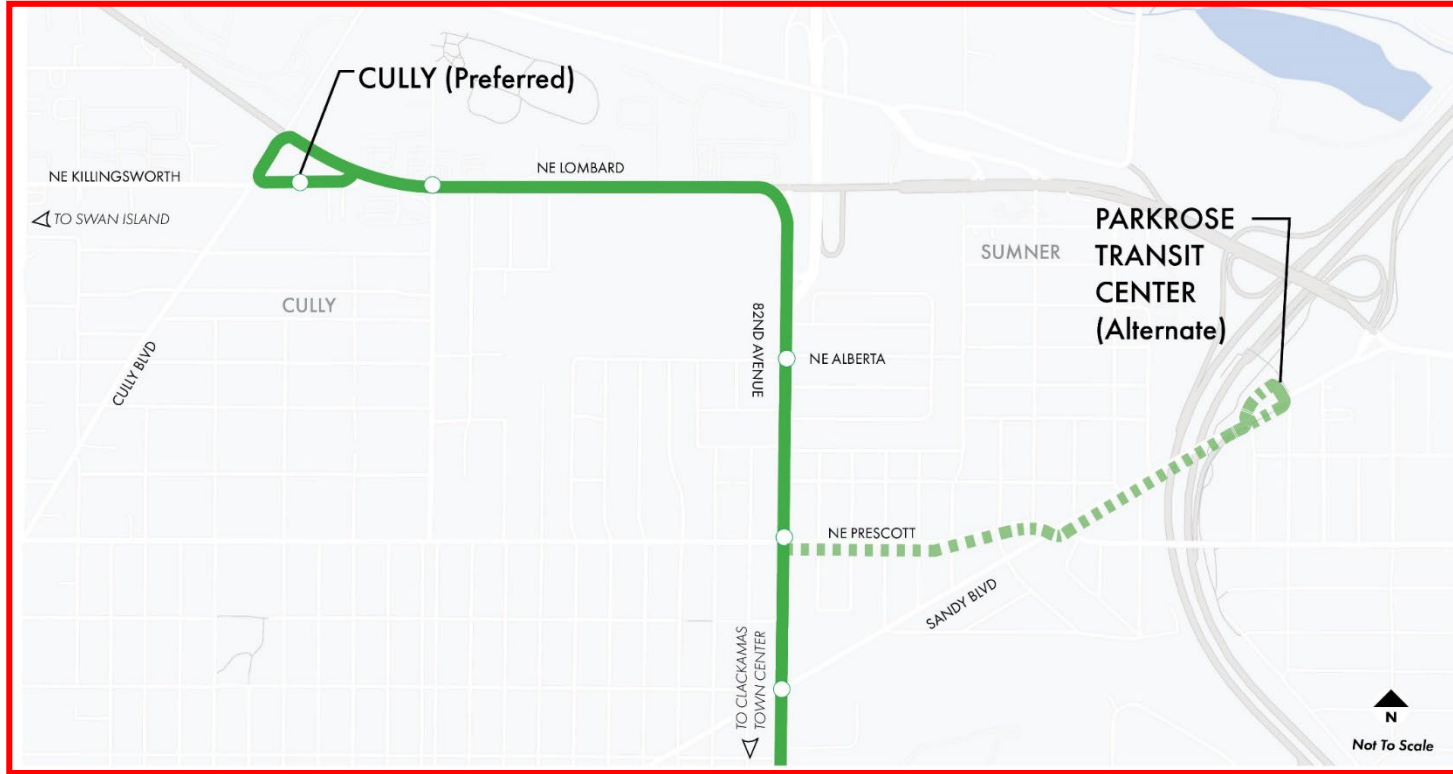 CULLY (Preferred)
NE KILLINGSWORTH
NE LOMBARD
TO SWAN ISLAND
PARKROSE
TRANSIT
CENTER
(Alternate)
SUMNER
CULLY
82ND AVENUE
NE ALBERTA
CULLY BLVD
NE PRESCOTT
SANDY BLVD
TO CLACKAMAS
TOWN CENTER
N
Not To Scale